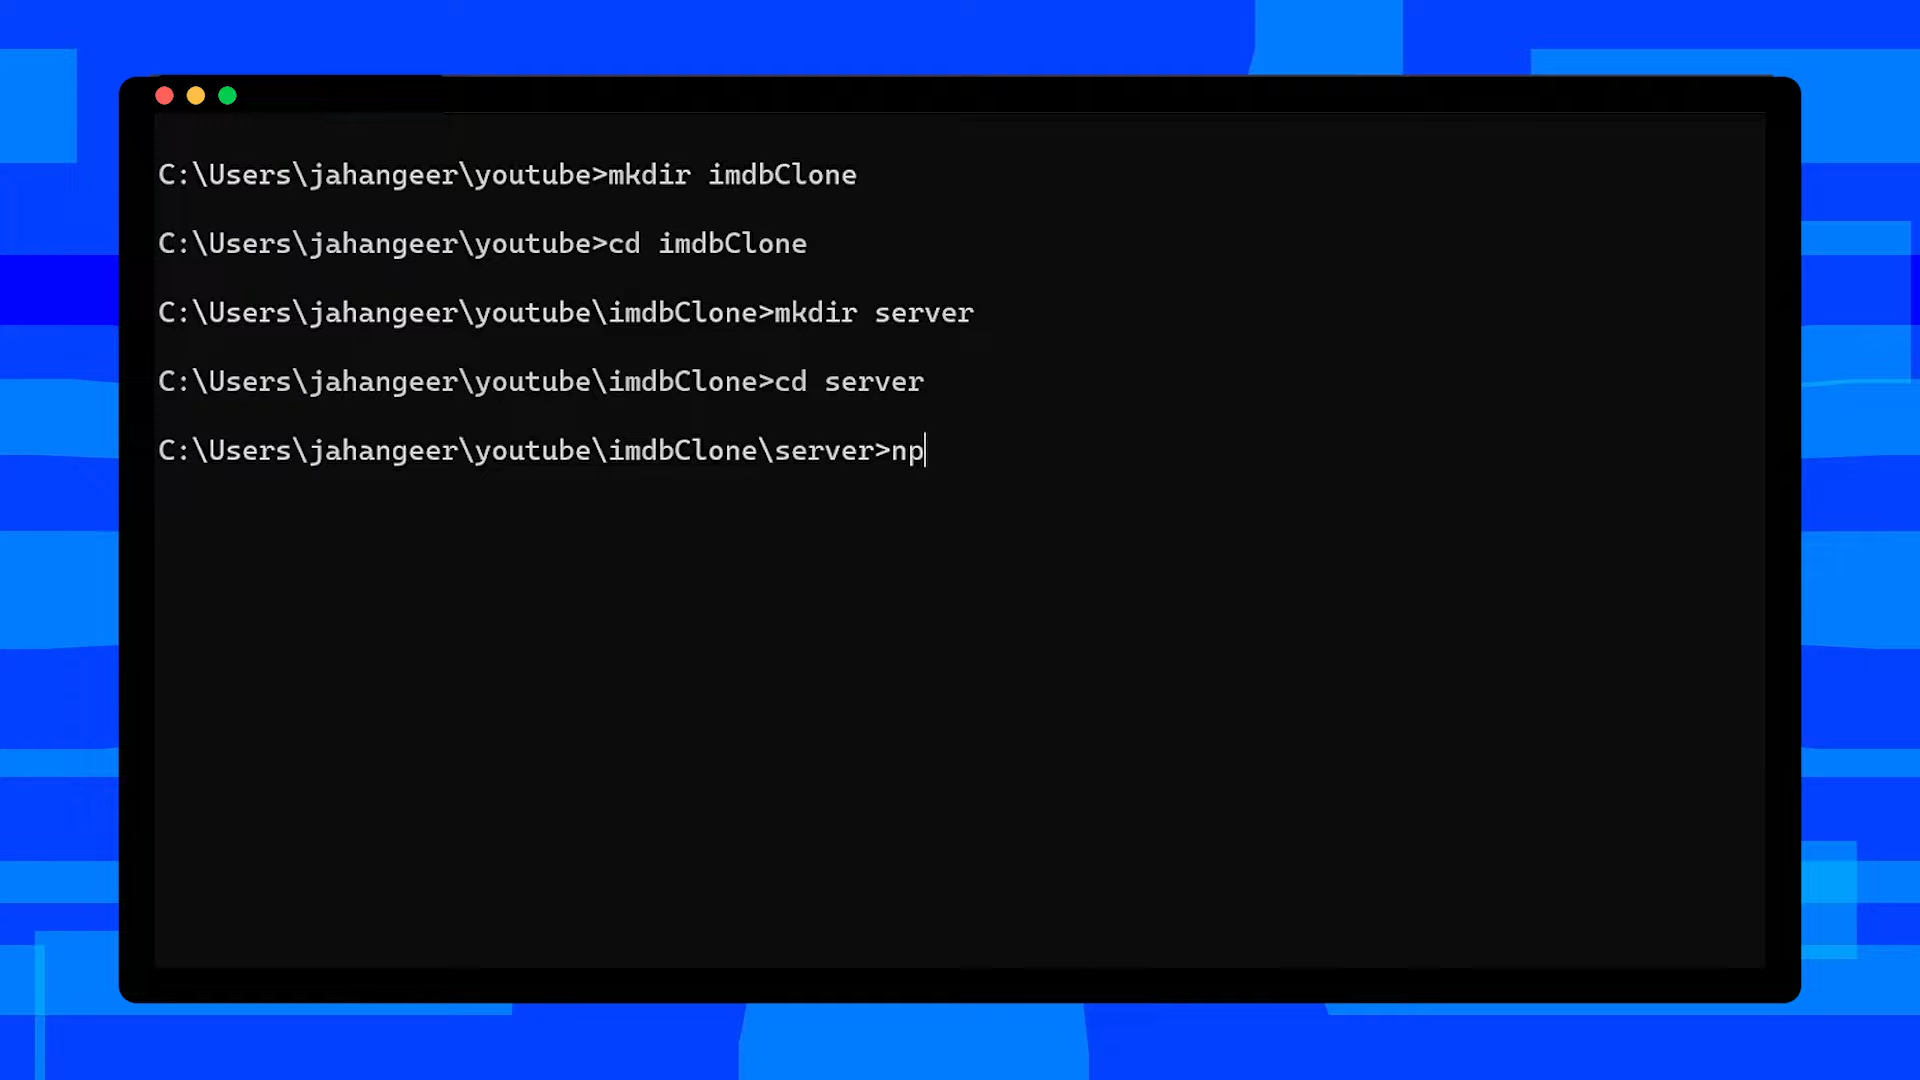 C:\Users\jahangeer\youtube>mkdir imdbClone
C:\Users\jahangeer\youtube>cd imdbClone
C:\Users\jahangeer\youtube\imdbClone>mkdir server
C:\Users\jahangeer\youtube\imdbClone>cd server
C:\Users\jahangeer\youtube\imdbClone\server>np